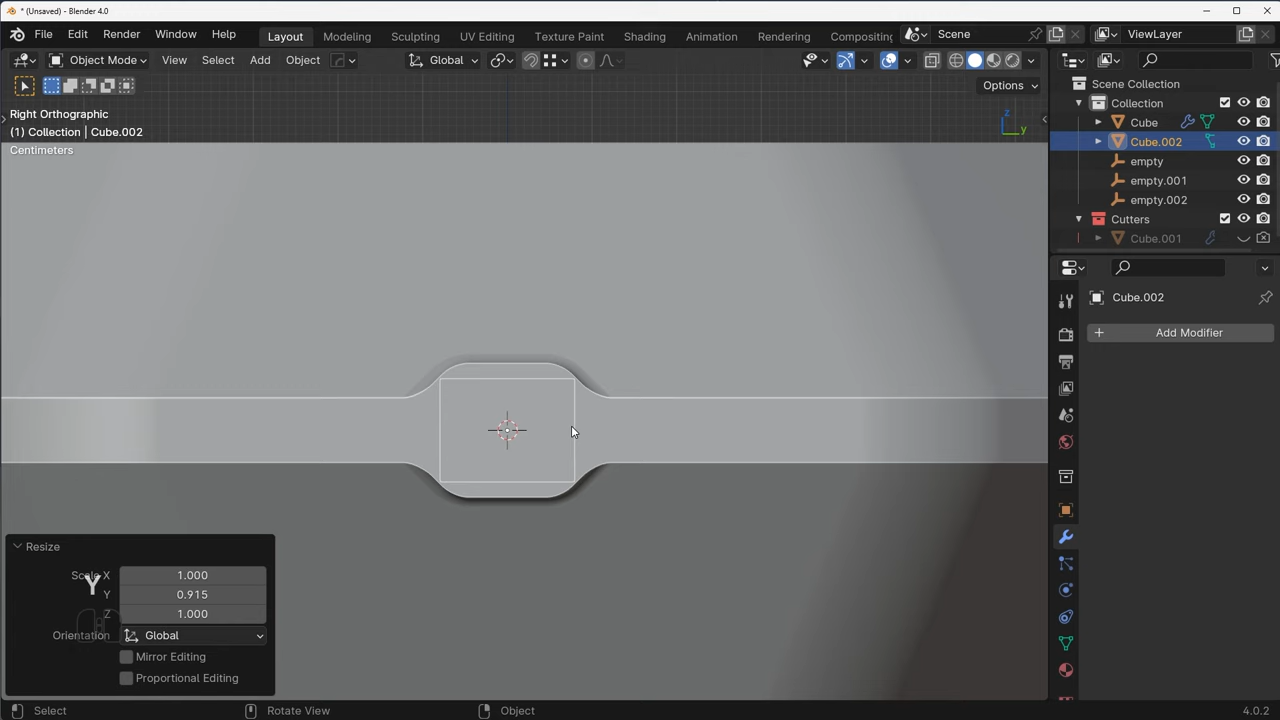 * (Unsaved) - Blender 4.0
File Edit Render Window Help Layout Modeling Sculpting UV Editing Texture Paint Shading Animation Rendering Compositing Scene ViewLayer
Object Mode View Select Add Object Global
Options
Right Orthographic
(1) Collection | Cube.002
Centimeters
z
y
Scene Collection
Collection
Cube
Cube.002
empty
empty.001
empty.002
Cutters
Cube.001
Cube.002
+ Add Modifier
Resize
Scale X 1.000
Y 0.915
Z 1.000
Y
Orientation Global
Mirror Editing
Proportional Editing
Select Rotate View Object 4.0.2